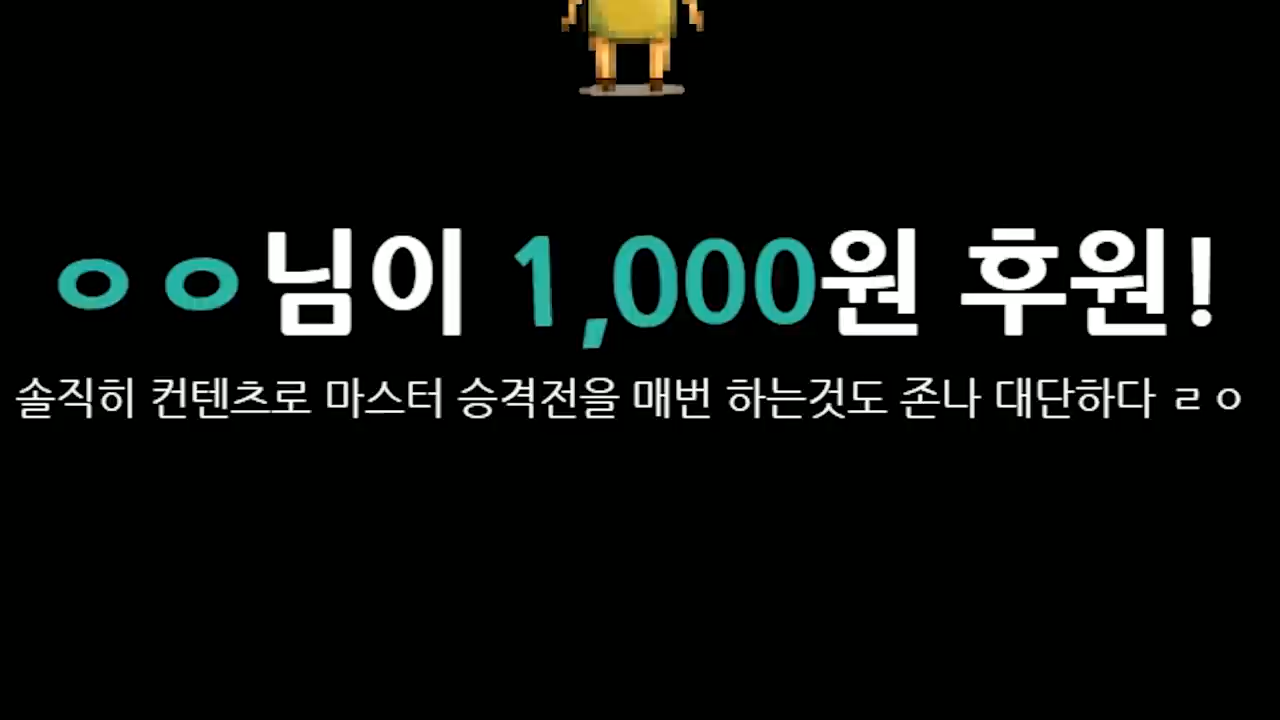 ㅇㅇ님이 1,000원 후원!
솔직히 컨텐츠로 마스터 승격전을 매번 하는것도 존나 대단하다 ㄹㅇ